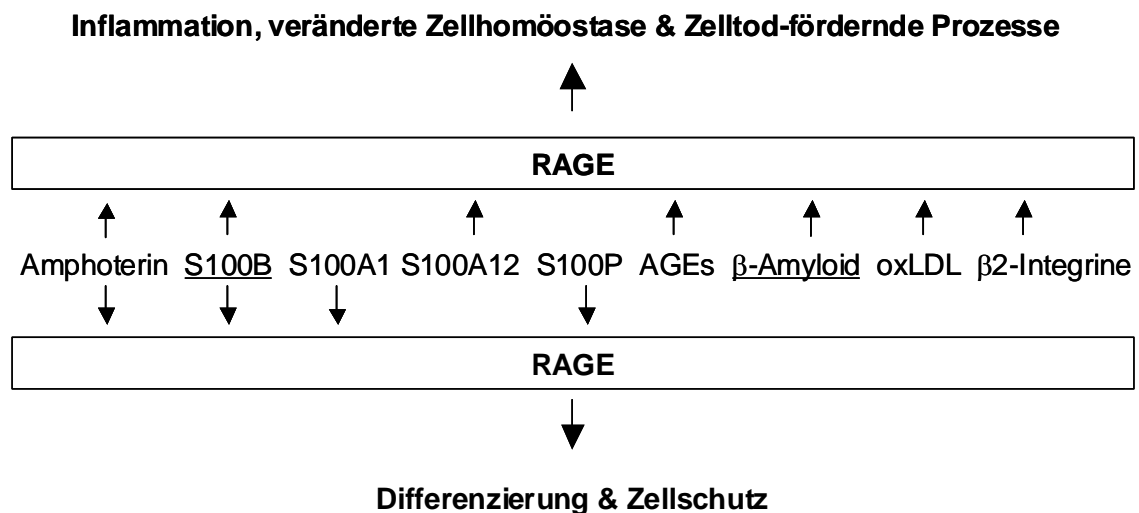 Inflammation, veränderte Zellhomöostase & Zelltod-fördernde Prozesse
RAGE
Amphoterin S100B S100A1 S100A12 S100P AGEs β-Amyloid oxLDL β2-Integrine
RAGE
Differenzierung & Zellschutz